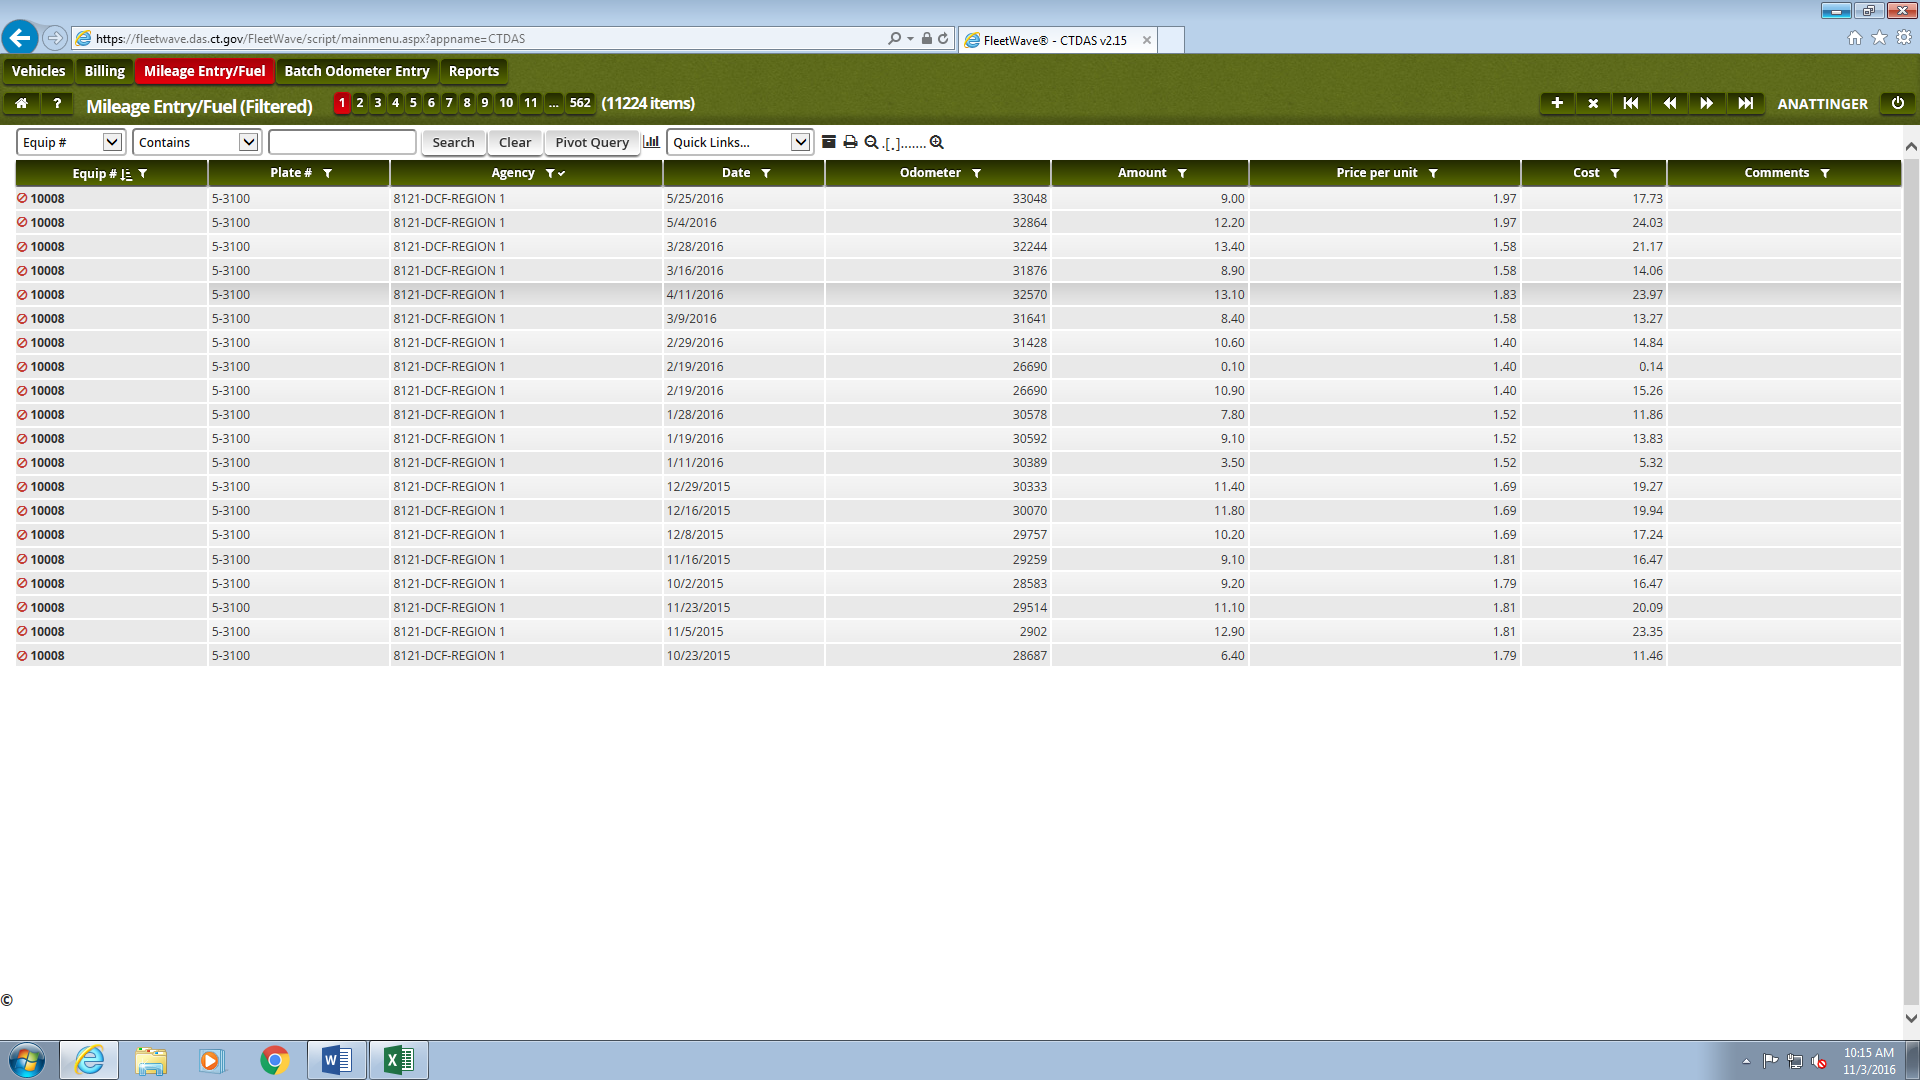 https://fleetwave.das.ct.gov/FleetWave/script/mainmenu.aspx?appname=CTDAS
FleetWave® - CTDAS v2.15
Vehicles Billing Mileage Entry/Fuel Batch Odometer Entry Reports
? Mileage Entry/Fuel (Filtered) 1 2 3 4 5 6 7 8 9 10 11 ... 562 (11224 items) ANATTINGER
Equip # Contains Search Clear Pivot Query Quick Links... .[.].......
Equip # Plate # Agency Date Odometer Amount Price per unit Cost Comments
10008 5-3100 8121-DCF-REGION 1 5/25/2016 33048 9.00 1.97 17.73
10008 5-3100 8121-DCF-REGION 1 5/4/2016 32864 12.20 1.97 24.03
10008 5-3100 8121-DCF-REGION 1 3/28/2016 32244 13.40 1.58 21.17
10008 5-3100 8121-DCF-REGION 1 3/16/2016 31876 8.90 1.58 14.06
10008 5-3100 8121-DCF-REGION 1 4/11/2016 32570 13.10 1.83 23.97
10008 5-3100 8121-DCF-REGION 1 3/9/2016 31641 8.40 1.58 13.27
10008 5-3100 8121-DCF-REGION 1 2/29/2016 31428 10.60 1.40 14.84
10008 5-3100 8121-DCF-REGION 1 2/19/2016 26690 0.10 1.40 0.14
10008 5-3100 8121-DCF-REGION 1 2/19/2016 26690 10.90 1.40 15.26
10008 5-3100 8121-DCF-REGION 1 1/28/2016 30578 7.80 1.52 11.86
10008 5-3100 8121-DCF-REGION 1 1/19/2016 30592 9.10 1.52 13.83
10008 5-3100 8121-DCF-REGION 1 1/11/2016 30389 3.50 1.52 5.32
10008 5-3100 8121-DCF-REGION 1 12/29/2015 30333 11.40 1.69 19.27
10008 5-3100 8121-DCF-REGION 1 12/16/2015 30070 11.80 1.69 19.94
10008 5-3100 8121-DCF-REGION 1 12/8/2015 29757 10.20 1.69 17.24
10008 5-3100 8121-DCF-REGION 1 11/16/2015 29259 9.10 1.81 16.47
10008 5-3100 8121-DCF-REGION 1 10/2/2015 28583 9.20 1.79 16.47
10008 5-3100 8121-DCF-REGION 1 11/23/2015 29514 11.10 1.81 20.09
10008 5-3100 8121-DCF-REGION 1 11/5/2015 2902 12.90 1.81 23.35
10008 5-3100 8121-DCF-REGION 1 10/23/2015 28687 6.40 1.79 11.46
©
10:15 AM
11/3/2016